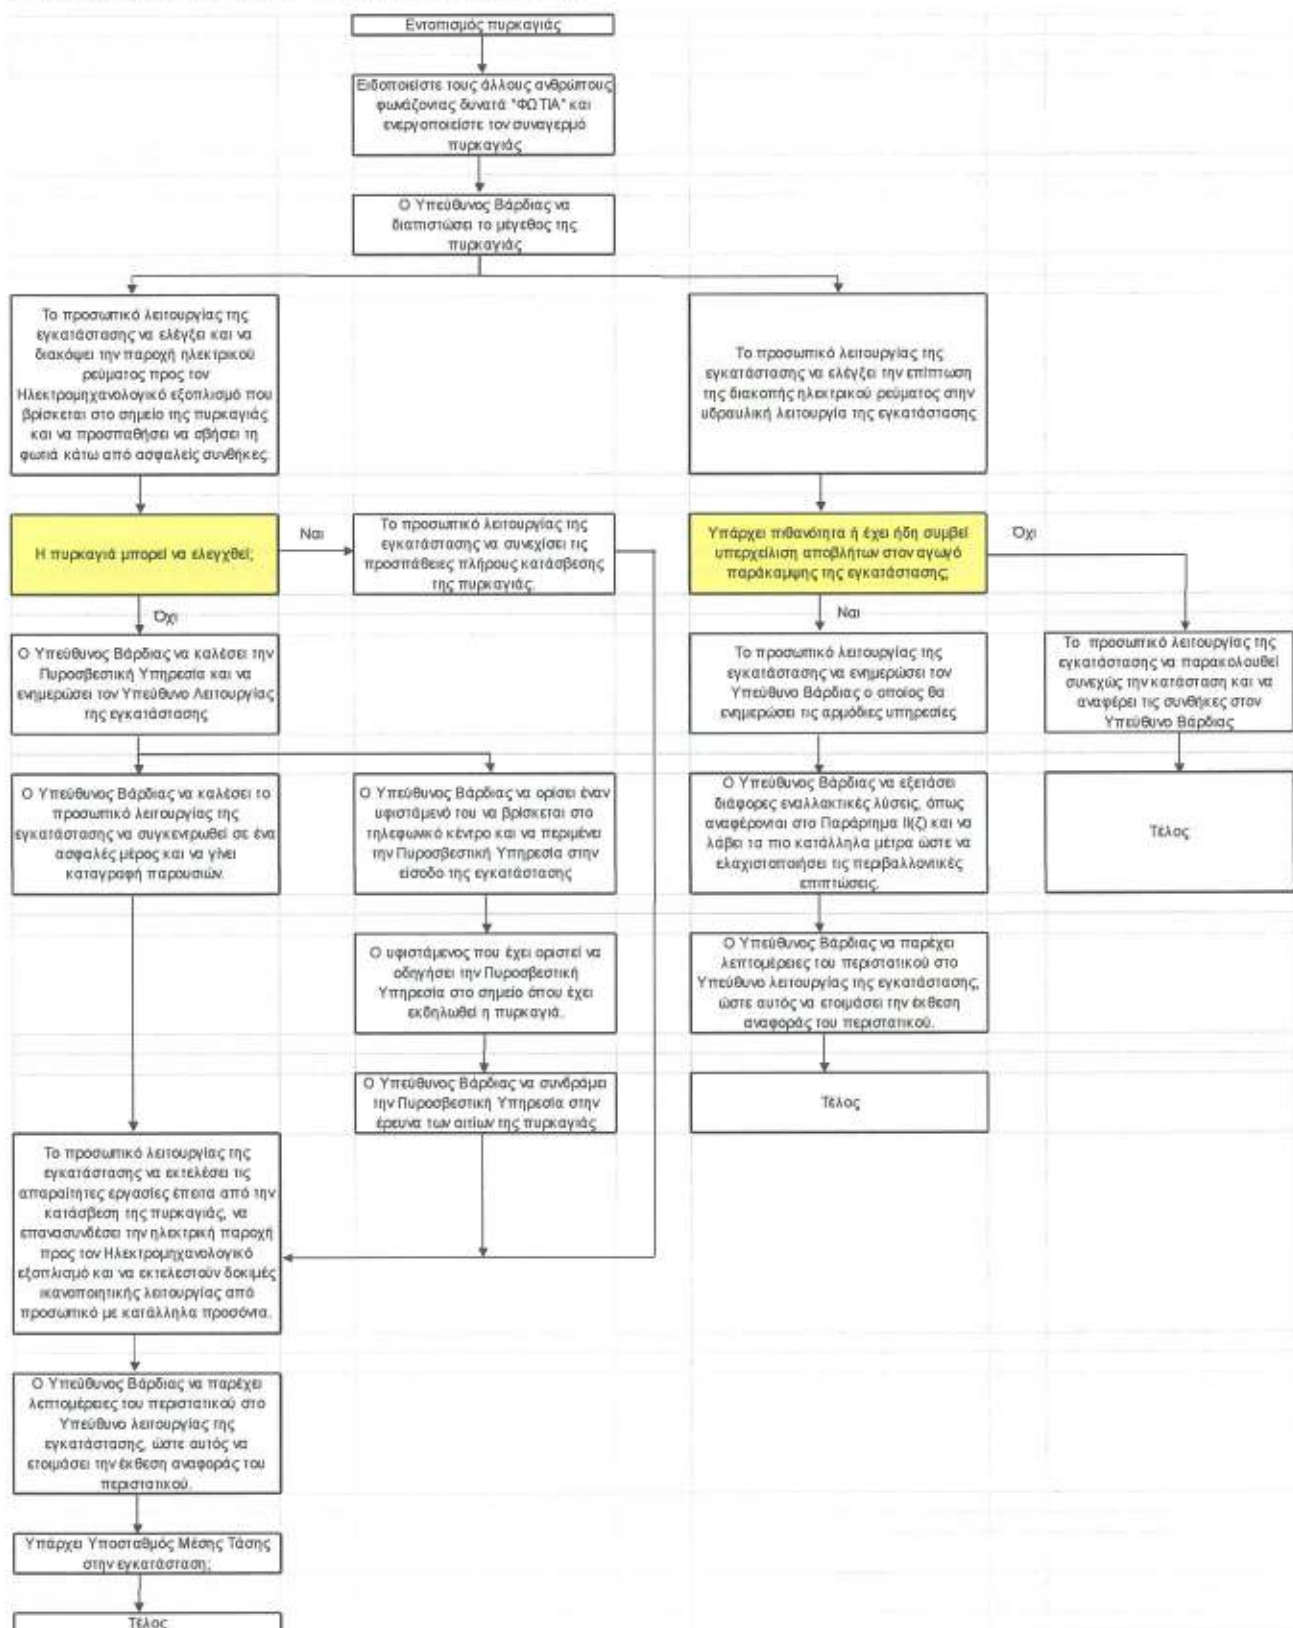 Εντοπισμός πυρκαγιάς
Ειδοποιείστε τους άλλους ανθρώπους
φωνάζοντας δυνατά "ΦΩΤΙΑ" και
ενεργοποιείστε τον συναγερμό
πυρκαγιάς
Ο Υπεύθυνος Βάρδιας να
διαπιστώσει το μέγεθος της
πυρκαγιάς
Το προσωπικό λειτουργίας της
εγκατάστασης να ελέγξει και να
διακόψει την παροχή ηλεκτρικού
ρεύματος προς τον
Ηλεκτρομηχανολογικό εξοπλισμό που
βρίσκεται στο σημείο της πυρκαγιάς
και να προσπαθήσει να σβήσει τη
φωτιά κάτω από ασφαλείς συνθήκες.
Το προσωπικό λειτουργίας της
εγκατάστασης να ελέγξει την επίπτωση
της διακοπής ηλεκτρικού ρεύματος στην
υδραυλική λειτουργία της εγκατάστασης
Η πυρκαγιά μπορεί να ελεγχθεί;
Ναι
Το προσωπικό λειτουργίας της
εγκατάστασης να συνεχίσει τις
προσπάθειες πλήρους κατάσβεσης
της πυρκαγιάς.
Υπάρχει πιθανότητα ή έχει ήδη συμβεί
υπερχείλιση αποβλήτων στον αγωγό
παράκαμψης της εγκατάστασης;
Όχι
Όχι
Ναι
Ο Υπεύθυνος Βάρδιας να καλέσει την
Πυροσβεστική Υπηρεσία και να
ενημερώσει τον Υπεύθυνο Λειτουργίας
της εγκατάστασης
Το προσωπικό λειτουργίας της
εγκατάστασης να ενημερώσει τον
Υπεύθυνο Βάρδιας ο οποίος θα
ενημερώσει τις αρμόδιες υπηρεσίες
Το προσωπικό λειτουργίας της
εγκατάστασης να παρακολουθεί
συνεχώς την κατάσταση και να
αναφέρει τις συνθήκες στον
Υπεύθυνο Βάρδιας
Ο Υπεύθυνος Βάρδιας να καλέσει το
προσωπικό λειτουργίας της
εγκατάστασης να συγκεντρωθεί σε ένα
ασφαλές μέρος και να γίνει
καταγραφή παρουσιών.
Ο Υπεύθυνος Βάρδιας να ορίσει έναν
υφιστάμενό του να βρίσκεται στο
τηλεφωνικό κέντρο και να περιμένει
την Πυροσβεστική Υπηρεσία στην
είσοδο της εγκατάστασης
Ο Υπεύθυνος Βάρδιας να εξετάσει
διάφορες εναλλακτικές λύσεις, όπως
αναφέρονται στο Παράρτημα ΙΙ(ζ) και να
λάβει τα πιο κατάλληλα μέτρα ώστε να
ελαχιστοποιήσει τις περιβαλλοντικές
επιπτώσεις.
Τέλος
Ο υφιστάμενος που έχει οριστεί να
οδηγήσει την Πυροσβεστική
Υπηρεσία στο σημείο όπου έχει
εκδηλωθεί η πυρκαγιά.
Ο Υπεύθυνος Βάρδιας να παρέχει
λεπτομέρειες του περιστατικού στο
Υπεύθυνο λειτουργίας της εγκατάστασης,
ώστε αυτός να ετοιμάσει την έκθεση
αναφοράς του περιστατικού.
Ο Υπεύθυνος Βάρδιας να συνδράμει
την Πυροσβεστική Υπηρεσία στην
έρευνα των αιτίων της πυρκαγιάς
Τέλος
Το προσωπικό λειτουργίας της
εγκατάστασης να εκτελέσει τις
απαραίτητες εργασίες έπειτα από την
κατάσβεση της πυρκαγιάς, να
επανασυνδέσει την ηλεκτρική παροχή
προς τον Ηλεκτρομηχανολογικό
εξοπλισμό και να εκτελεστούν δοκιμές
ικανοποιητικής λειτουργίας από
προσωπικό με κατάλληλα προσόντα.
Ο Υπεύθυνος Βάρδιας να παρέχει
λεπτομέρειες του περιστατικού στο
Υπεύθυνο λειτουργίας της
εγκατάστασης, ώστε αυτός να
ετοιμάσει την έκθεση αναφοράς του
περιστατικού.
Υπάρχει Υποσταθμός Μέσης Τάσης
στην εγκατάσταση;
Τέλος